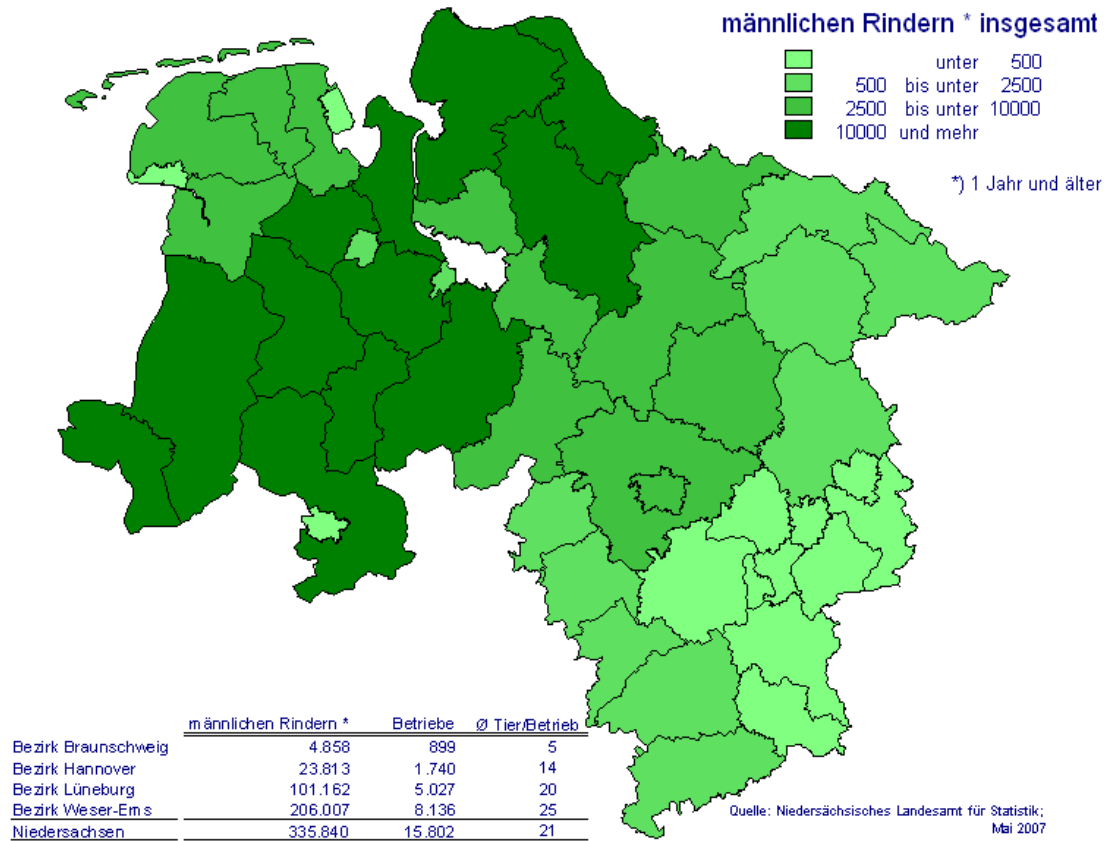 männlichen Rindern * insgesamt
unter 500
500 bis unter 2500
2500 bis unter 10000
10000 und mehr
*) 1 Jahr und älter
männlichen Rindern * Betriebe Ø Tier/Betrieb
Bezirk Braunschweig 4.858 899 5
Bezirk Hannover 23.813 1.740 14
Bezirk Lüneburg 101.162 5.027 20
Bezirk Weser-Ems 206.007 8.136 25
Niedersachsen 335.840 15.802 21
Quelle: Niedersächsisches Landesamt für Statistik;
Mai 2007